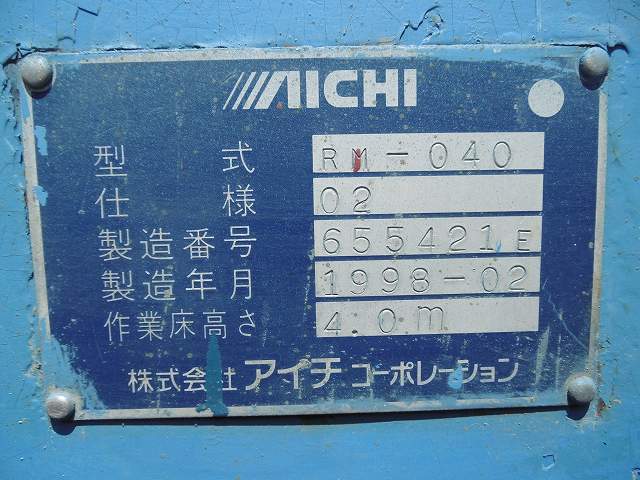 AICHI
型式 RM-040
仕様 02
製造番号 655421E
製造年月 1998-02
作業床高さ 4.0m
株式会社 アイチ コーポレーション